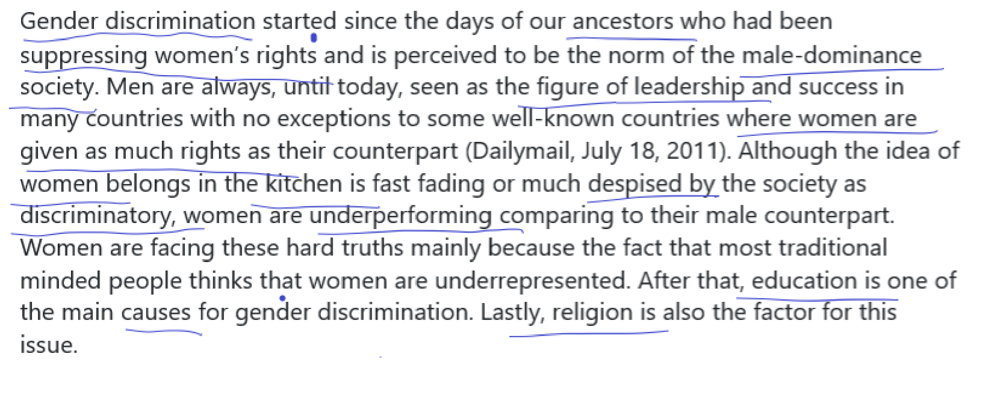 Gender discrimination started since the days of our ancestors who had been
suppressing women's rights and is perceived to be the norm of the male-dominance
society. Men are always, until today, seen as the figure of leadership and success in
many countries with no exceptions to some well-known countries where women are
given as much rights as their counterpart (Dailymail, July 18, 2011). Although the idea of
women belongs in the kitchen is fast fading or much despised by the society as
discriminatory, women are underperforming comparing to their male counterpart.
Women are facing these hard truths mainly because the fact that most traditional
minded people thinks that women are underrepresented. After that, education is one of
the main causes for gender discrimination. Lastly, religion is also the factor for this
issue.